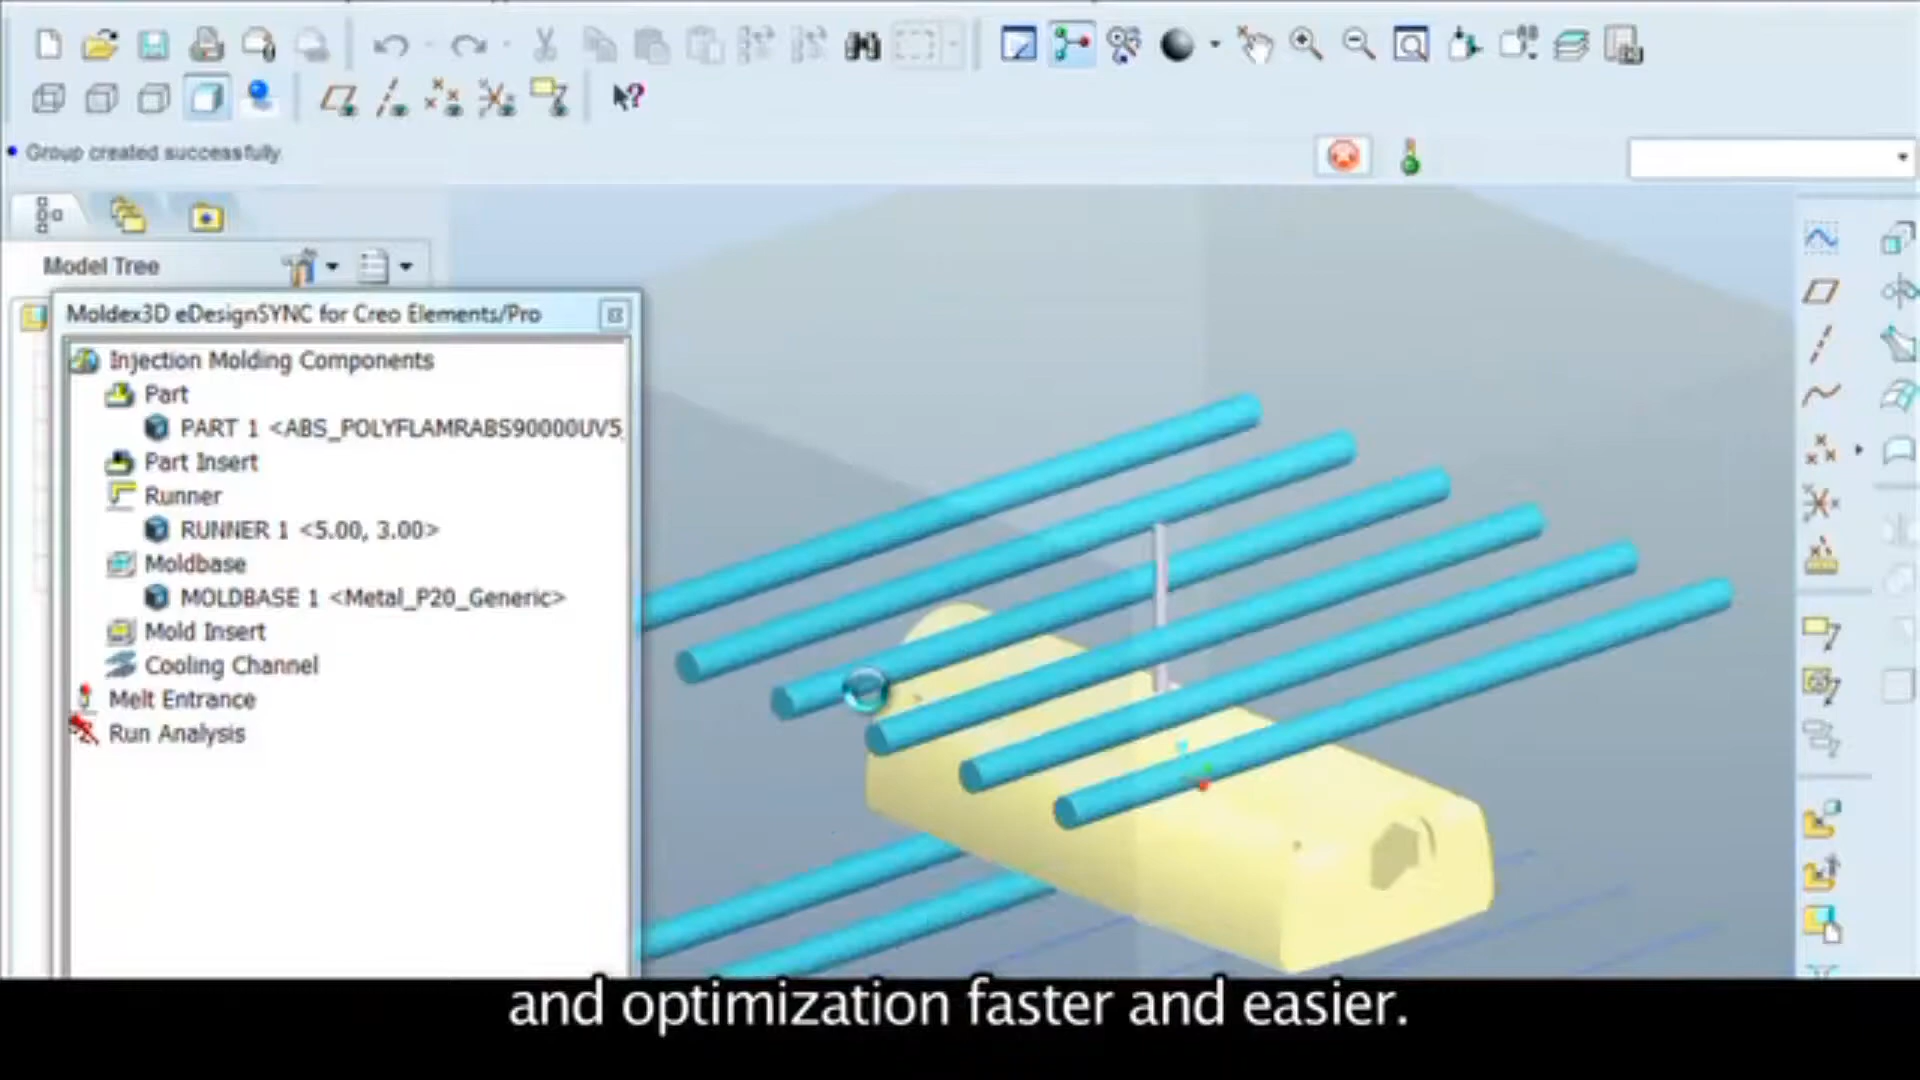 Group created successfully.
Model Tree
Moldex3D eDesignSYNC for Creo Elements/Pro
Injection Molding Components
Part
PART 1 <ABS_POLYFLAMRABS90000UV5
Part Insert
Runner
RUNNER 1 <5.00, 3.00>
Moldbase
MOLDBASE 1 <Metal_P20_Generic>
Mold Insert
Cooling Channel
Melt Entrance
Run Analysis
and optimization faster and easier.